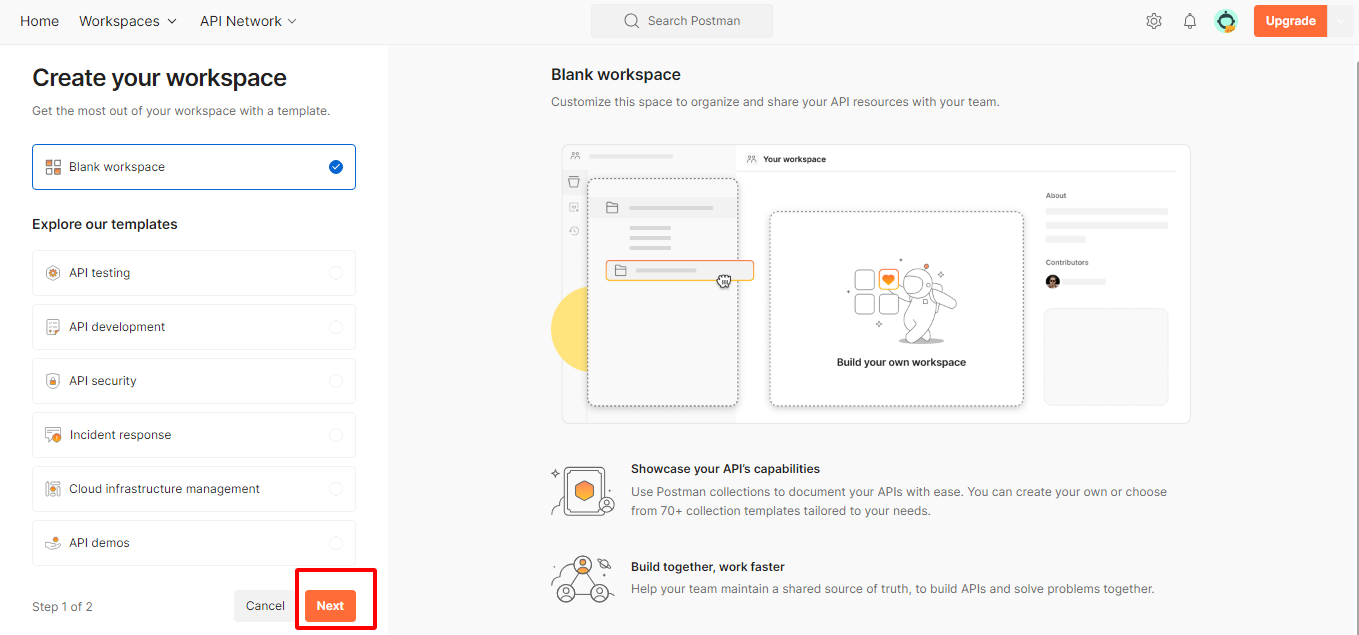 Home Workspaces API Network Search Postman Upgrade
Create your workspace
Get the most out of your workspace with a template.
Blank workspace
Explore our templates
API testing
API development
API security
Incident response
Cloud infrastructure management
API demos
Step 1 of 2 Cancel Next
Blank workspace
Customize this space to organize and share your API resources with your team.
Your workspace
About
Contributors
Build your own workspace
Showcase your API's capabilities
Use Postman collections to document your APIs with ease. You can create your own or choose
from 70+ collection templates tailored to your needs.
Build together, work faster
Help your team maintain a shared source of truth, to build APIs and solve problems together.